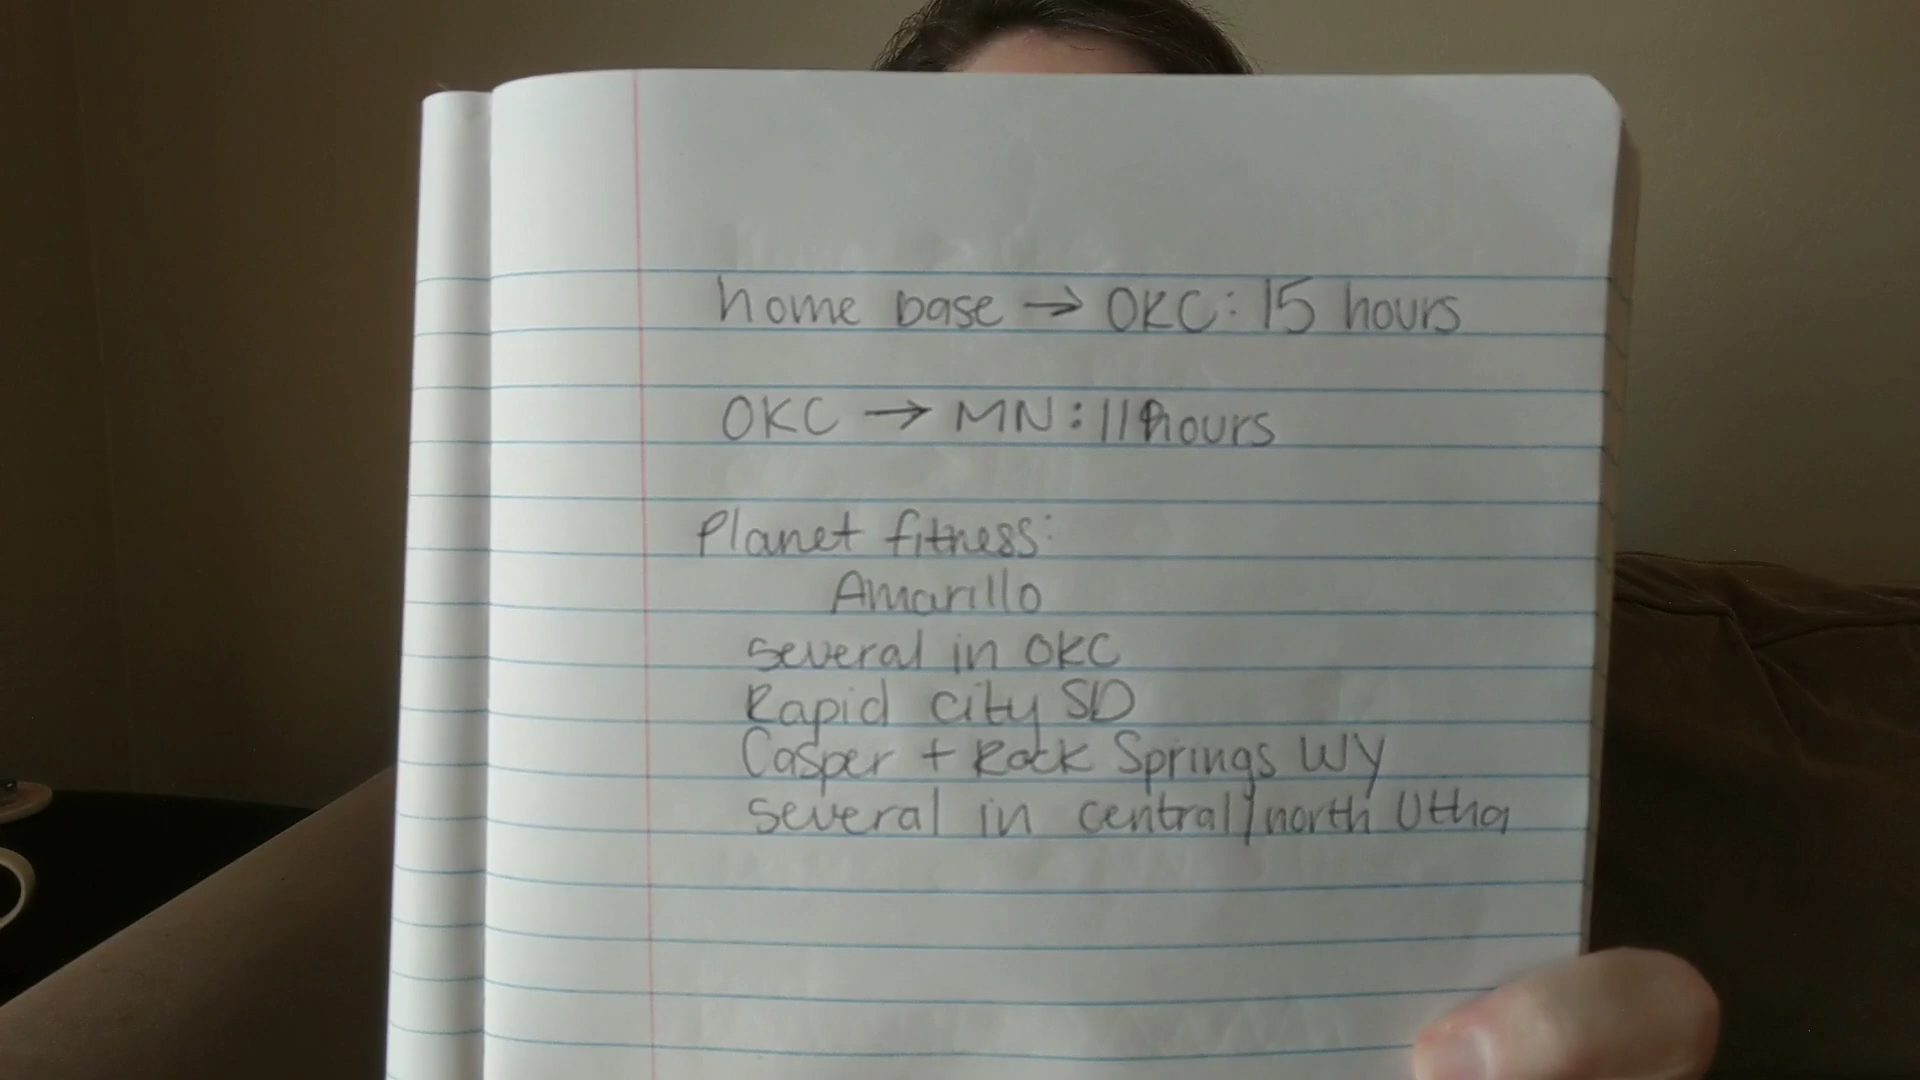 home base → OKC: 15 hours
OKC → MN: 11 hours
Planet fitness:
Amarillo
several in OKC
Rapid city SD
Casper + Rock Springs WY
several in central/north Utha